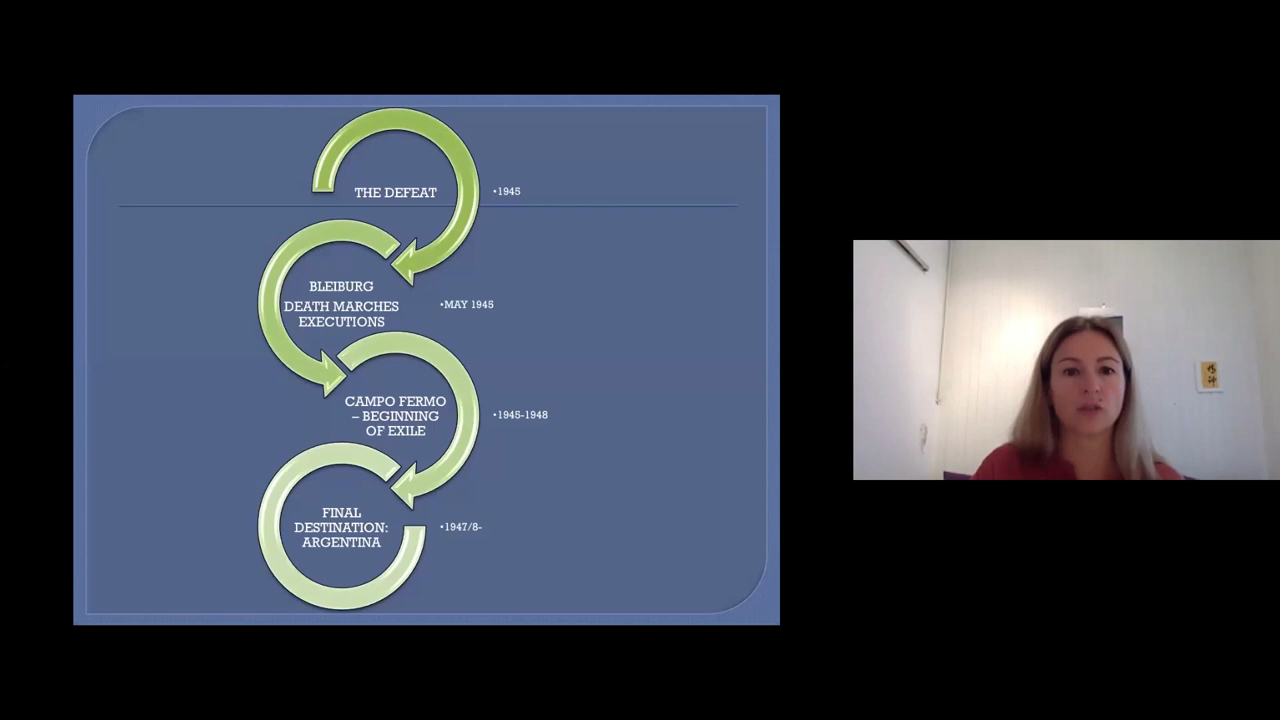 THE DEFEAT
•1945
BLEIBURG
DEATH MARCHES
EXECUTIONS
•MAY 1945
CAMPO FERMO
– BEGINNING
OF EXILE
•1945-1948
FINAL
DESTINATION:
ARGENTINA
•1947/8-